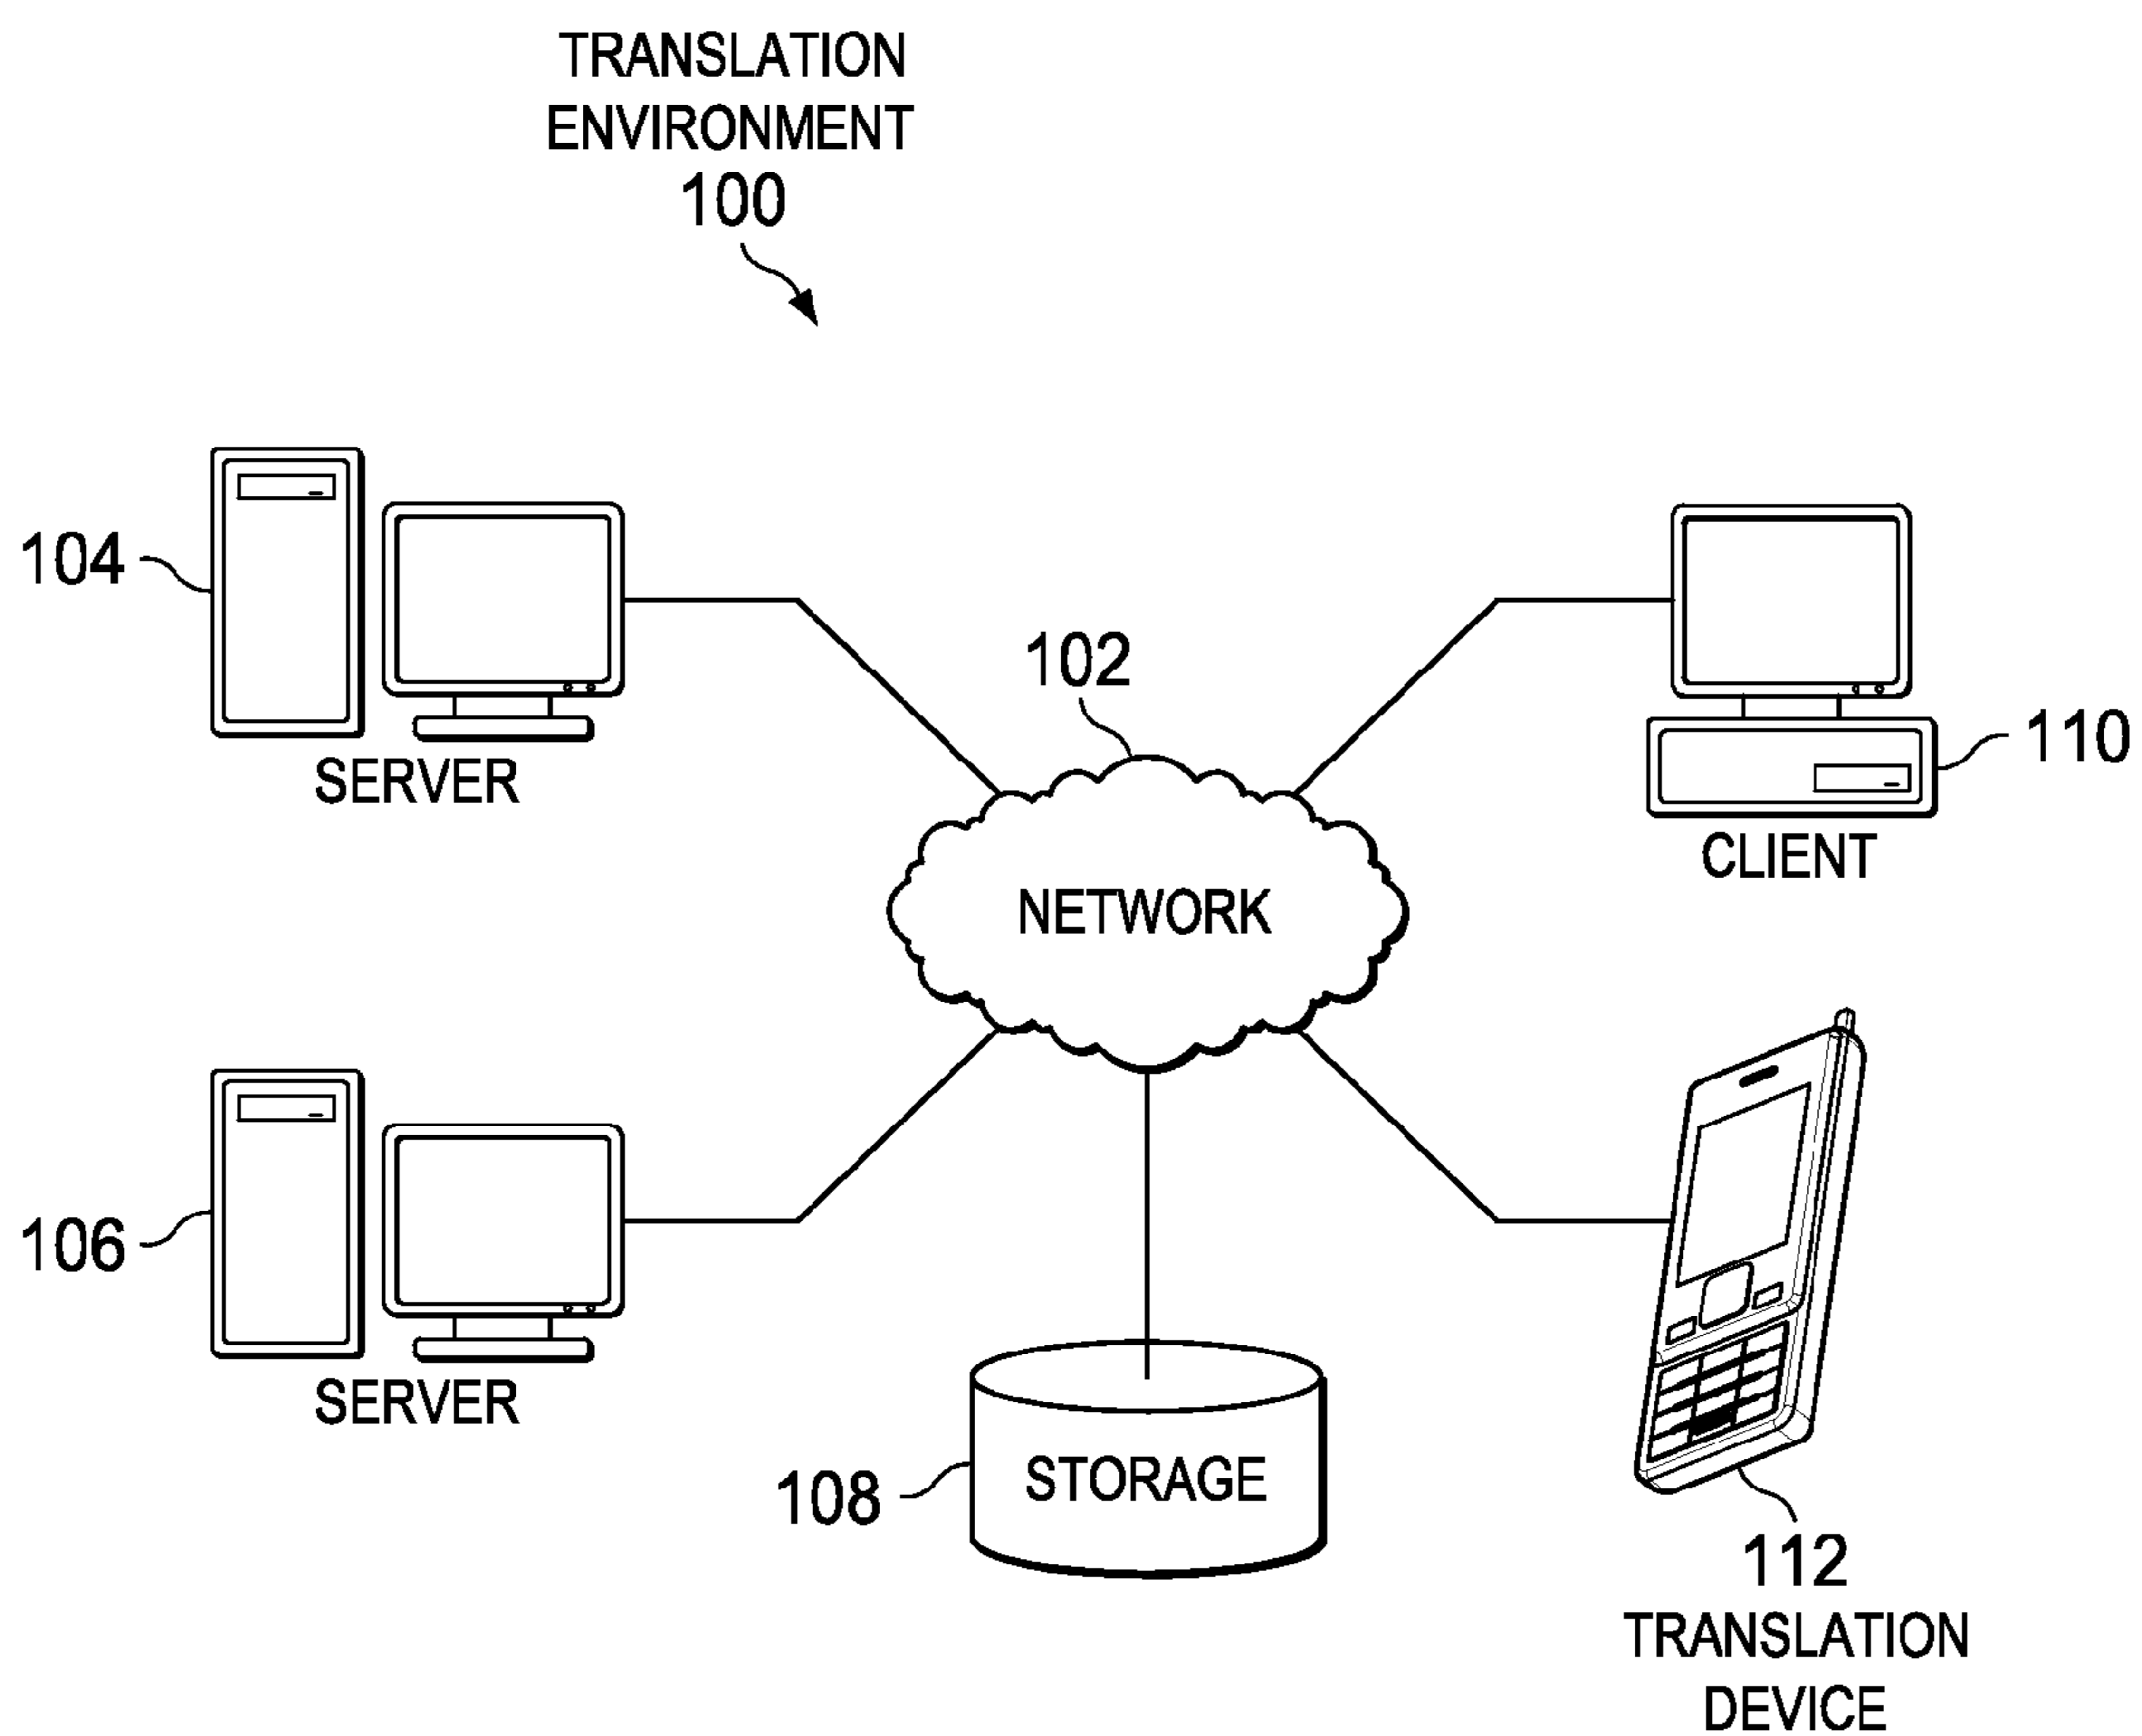 TRANSLATION
ENVIRONMENT
100
104
SERVER
102
110
CLIENT
NETWORK
106
SERVER
108
STORAGE
112
TRANSLATION
DEVICE